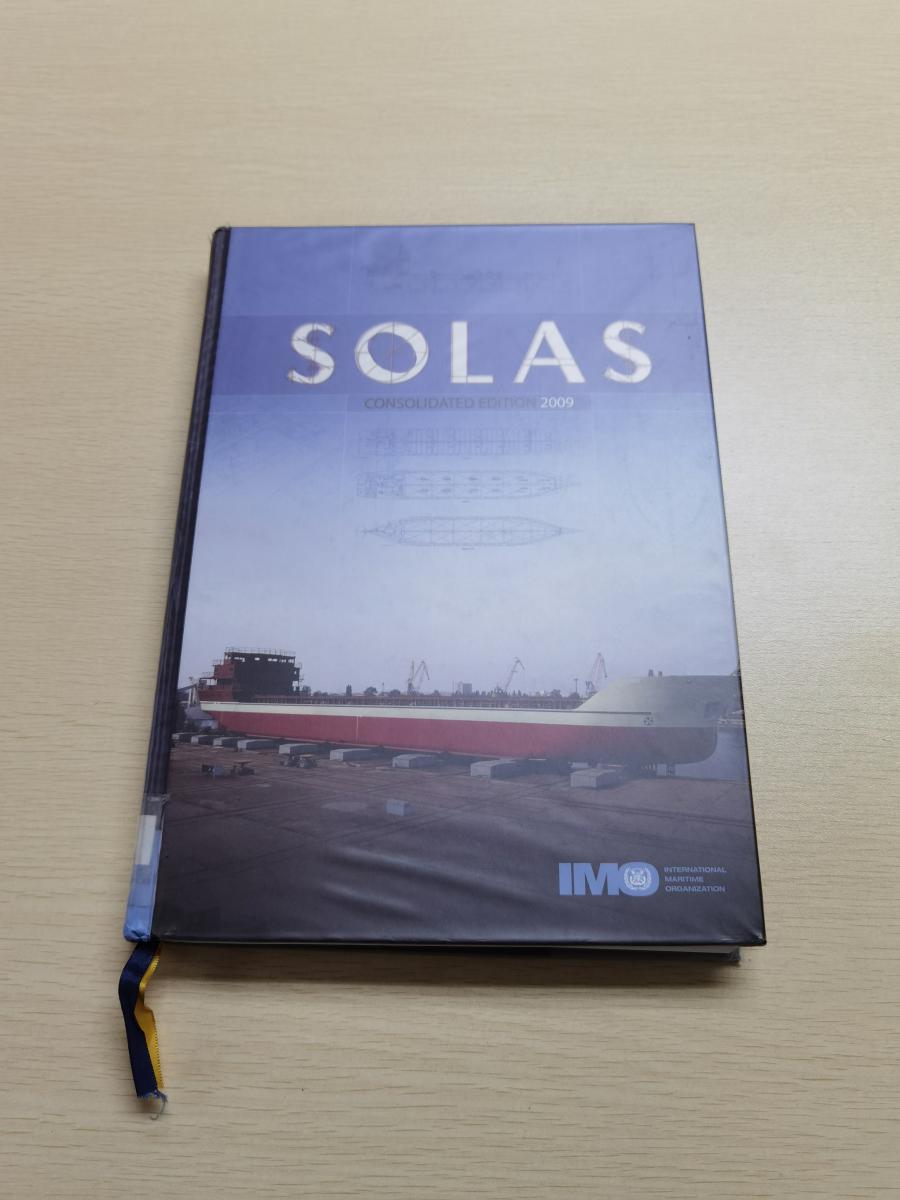 SOLAS
CONSOLIDATED EDITION 2009
IMO
INTERNATIONAL
MARITIME
ORGANIZATION